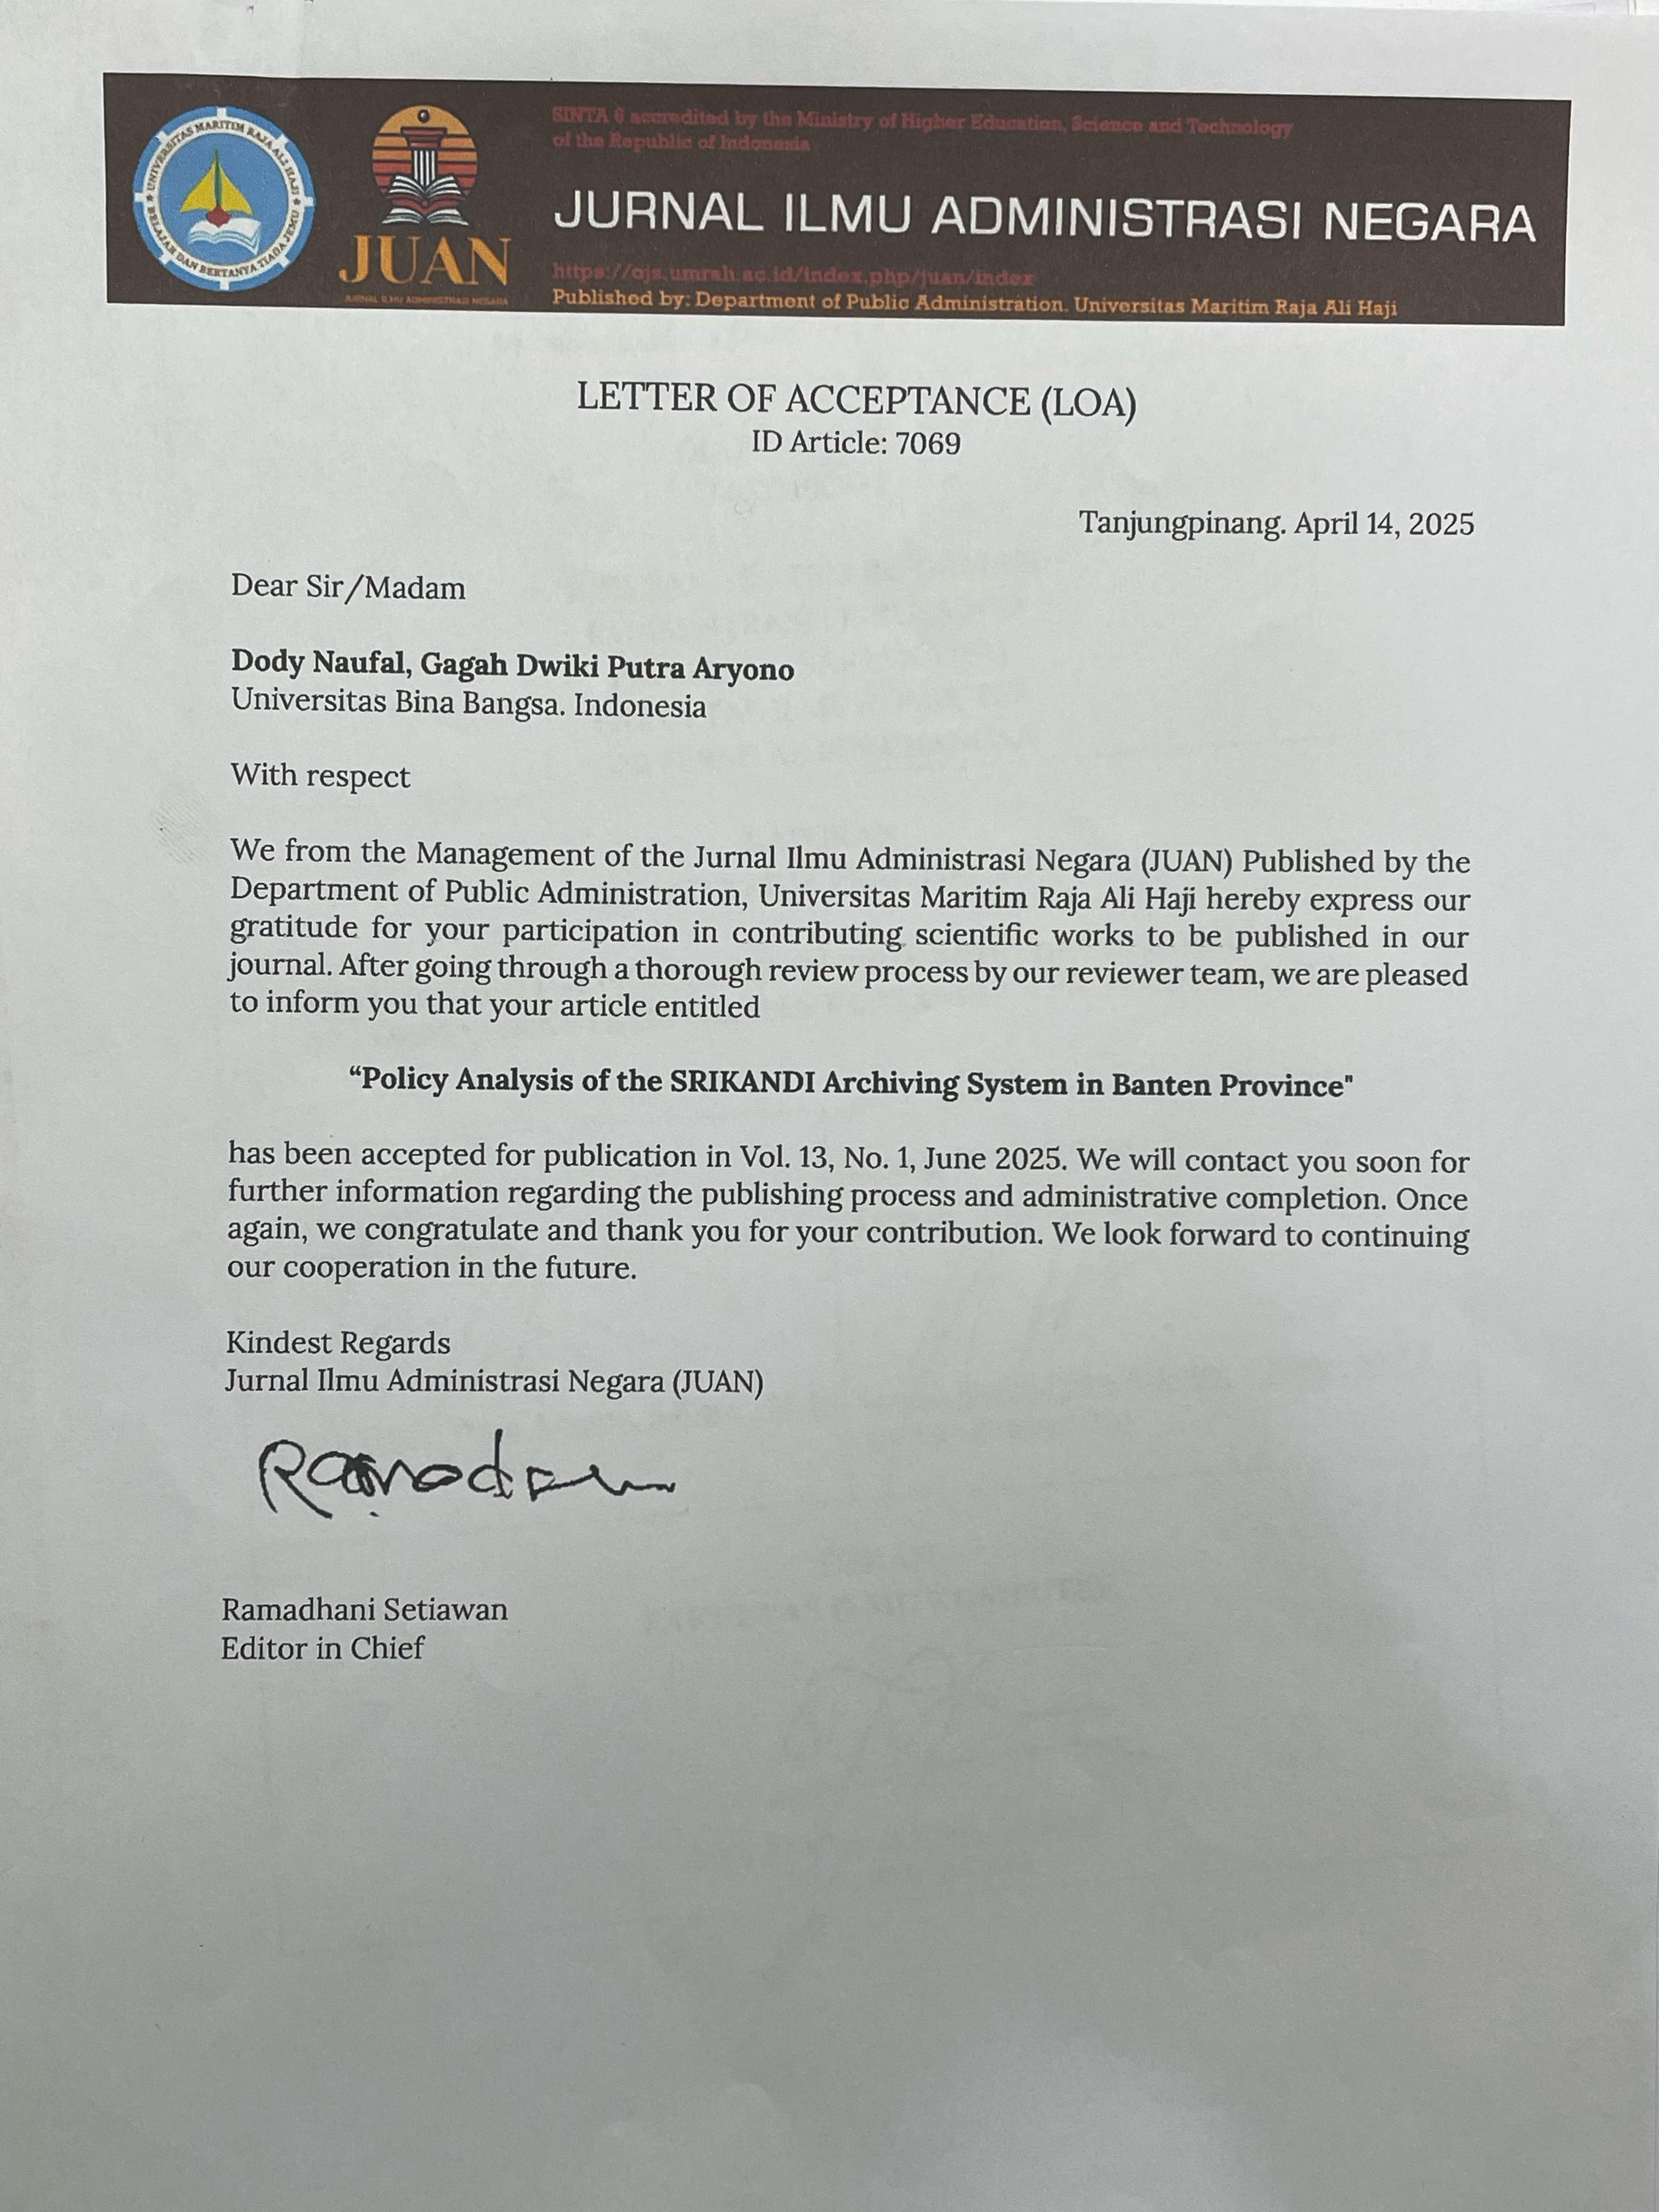 UNIVERSITAS MARITIM RAJA ALI HAJI
BELAJAR DAN BERTANYA TIADA JEMU
JUAN
JURNAL ILMU ADMINISTRASI NEGARA
SINTA 6 accredited by the Ministry of Higher Education, Science and Technology
of the Republic of Indonesia
JURNAL ILMU ADMINISTRASI NEGARA
https://ojs.umrah.ac.id/index.php/juan/index
Published by: Department of Public Administration. Universitas Maritim Raja Ali Haji
LETTER OF ACCEPTANCE (LOA)
ID Article: 7069
Tanjungpinang. April 14, 2025
Dear Sir/Madam
Dody Naufal, Gagah Dwiki Putra Aryono
Universitas Bina Bangsa. Indonesia
With respect
We from the Management of the Jurnal Ilmu Administrasi Negara (JUAN) Published by the
Department of Public Administration, Universitas Maritim Raja Ali Haji hereby express our
gratitude for your participation in contributing scientific works to be published in our
journal. After going through a thorough review process by our reviewer team, we are pleased
to inform you that your article entitled
“Policy Analysis of the SRIKANDI Archiving System in Banten Province"
has been accepted for publication in Vol. 13, No. 1, June 2025. We will contact you soon for
further information regarding the publishing process and administrative completion. Once
again, we congratulate and thank you for your contribution. We look forward to continuing
our cooperation in the future.
Kindest Regards
Jurnal Ilmu Administrasi Negara (JUAN)
Ramadhani Setiawan
Editor in Chief